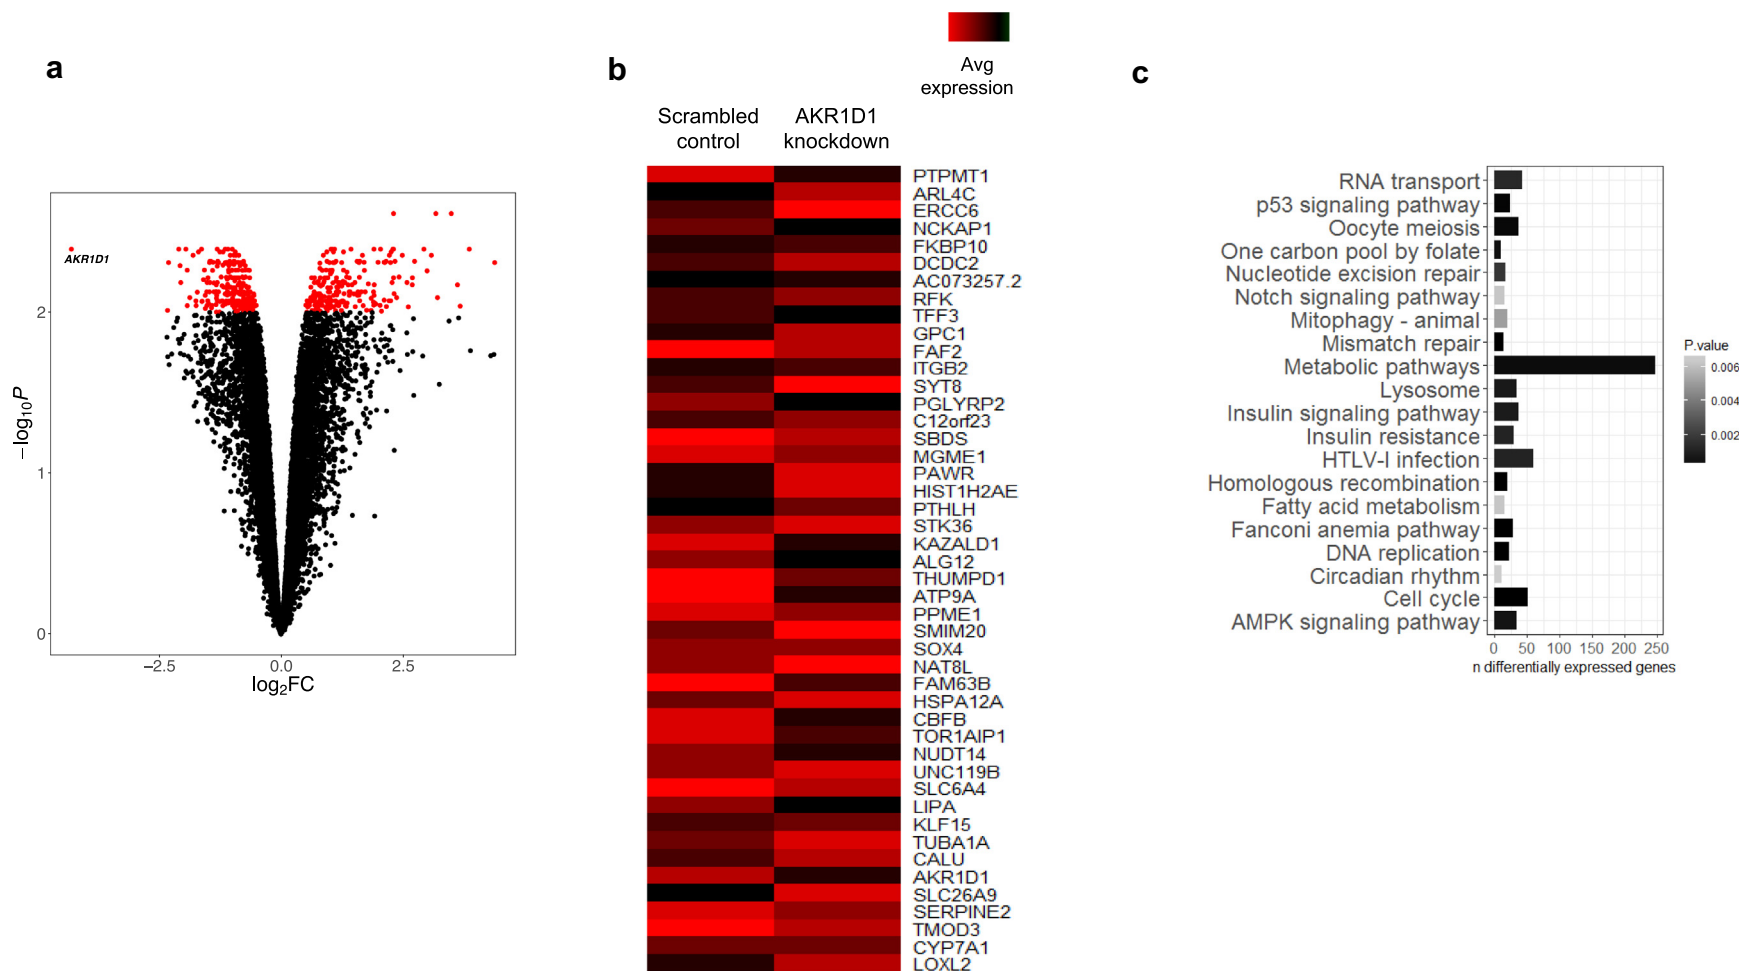 a
AKR1D1
2
1
0
−log10P
−2.5
0.0
2.5
log2FC
b
Avg
expression
Scrambled
control
AKR1D1
knockdown
PTPMT1
ARL4C
ERCC6
NCKAP1
FKBP10
DCDC2
AC073257.2
RFK
TFF3
GPC1
FAF2
ITGB2
SYT8
PGLYRP2
C12orf23
SBDS
MGME1
PAWR
HIST1H2AE
PTHLH
STK36
KAZALD1
ALG12
THUMPD1
ATP9A
PPME1
SMIM20
SOX4
NAT8L
FAM63B
HSPA12A
CBFB
TOR1AIP1
NUDT14
UNC119B
SLC6A4
LIPA
KLF15
TUBA1A
CALU
AKR1D1
SLC26A9
SERPINE2
TMOD3
CYP7A1
LOXL2
c
RNA transport
p53 signaling pathway
Oocyte meiosis
One carbon pool by folate
Nucleotide excision repair
Notch signaling pathway
Mitophagy - animal
Mismatch repair
Metabolic pathways
Lysosome
Insulin signaling pathway
Insulin resistance
HTLV-I infection
Homologous recombination
Fatty acid metabolism
Fanconi anemia pathway
DNA replication
Circadian rhythm
Cell cycle
AMPK signaling pathway
0 50 100 150 200 250
n differentially expressed genes
P.value
0.006
0.004
0.002